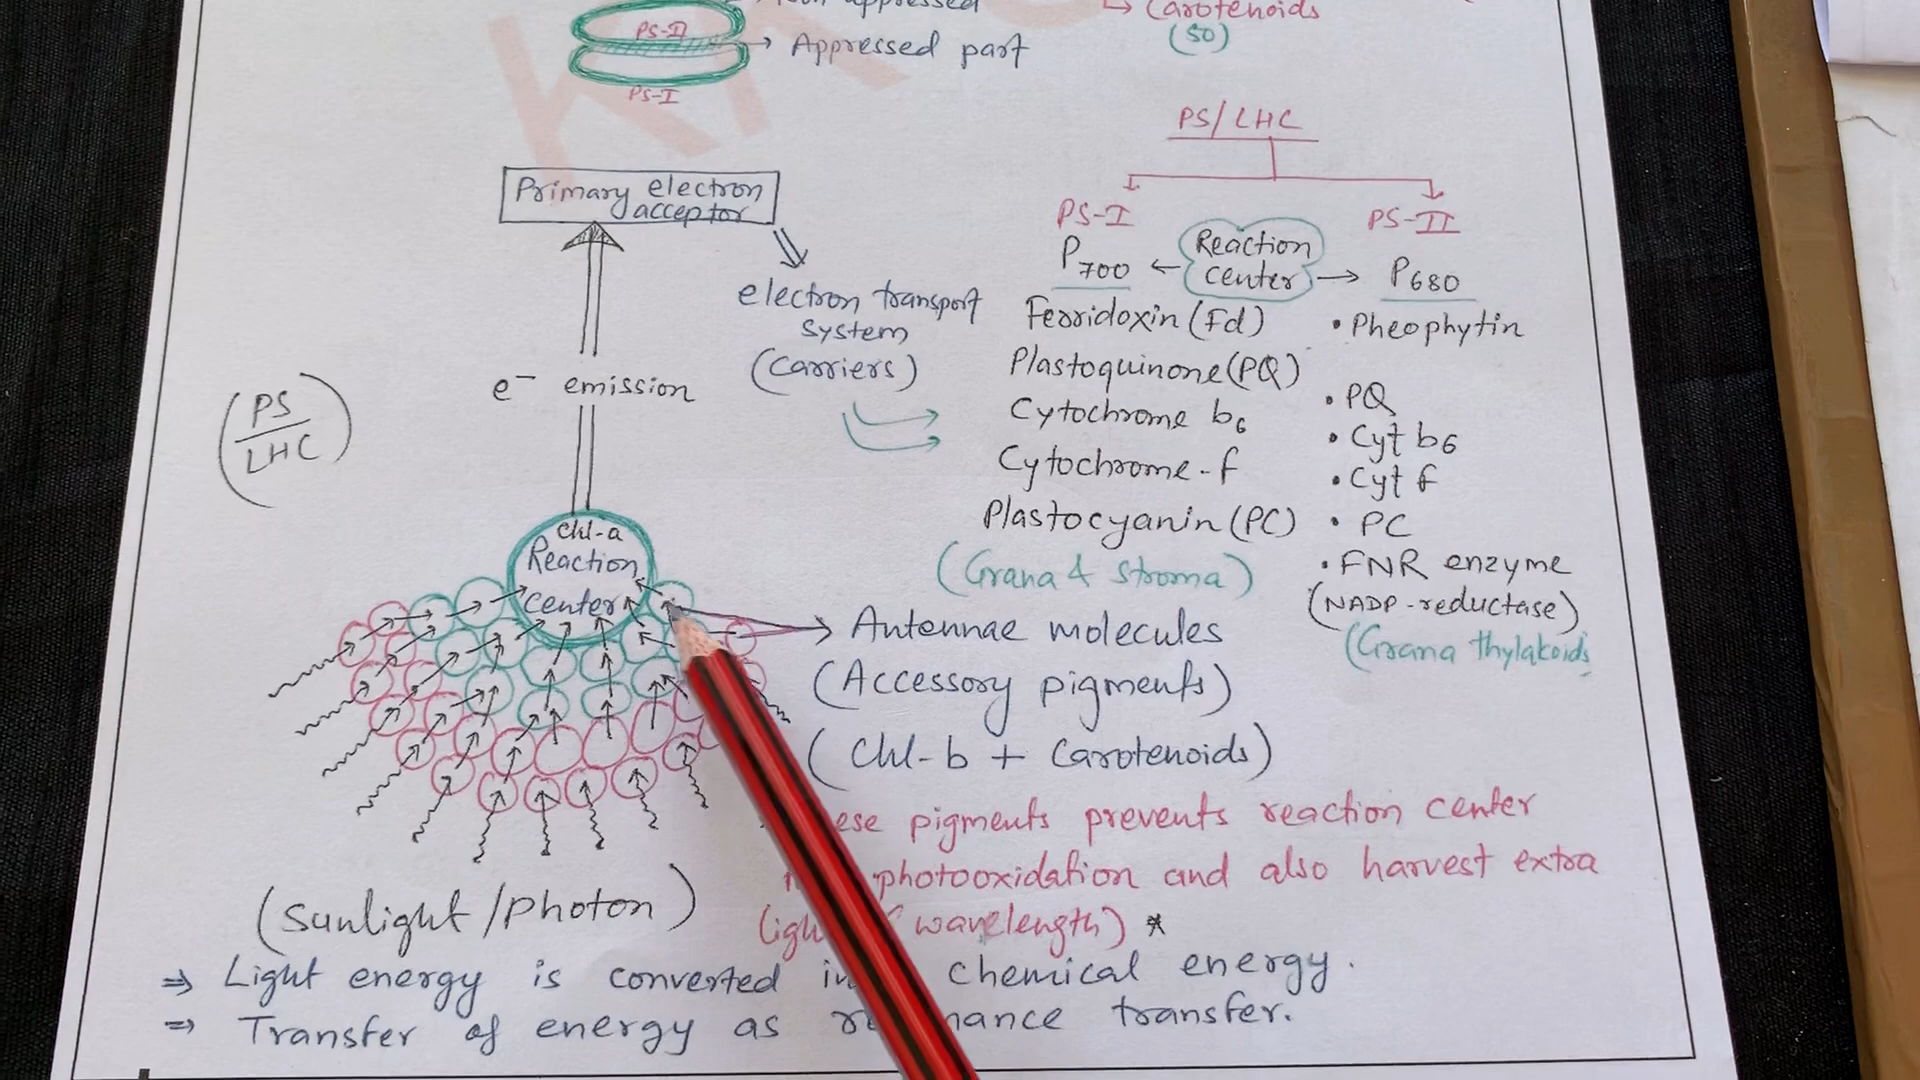 appressed
Carotenoids
(50)
PS-II
Appressed part
PS-I
PS/LHC
Primary electron
acceptor
PS-I
PS-II
Reaction
center
P700
P680
electron transport
system
(Carriers)
Ferridoxin (Fd)
Plastoquinone (PQ)
Cytochrome b6
Cytochrome-f
Plastocyanin (PC)
(Grana & stroma)
• Pheophytin
• PQ
• Cyt b6
• Cyt f
• PC
• FNR enzyme
(NADP-reductase)
(Grana thylakoids
e⁻ emission
(PS
LHC)
Chl-a
Reaction
center
Antennae molecules
(Accessory pigments)
(Chl-b + Carotenoids)
pigments prevents reaction center
photooxidation and also harvest extra
wavelength) *
(Sunlight/Photon)
⇒ Light energy is converted chemical energy.
⇒ Transfer of energy as transfer.